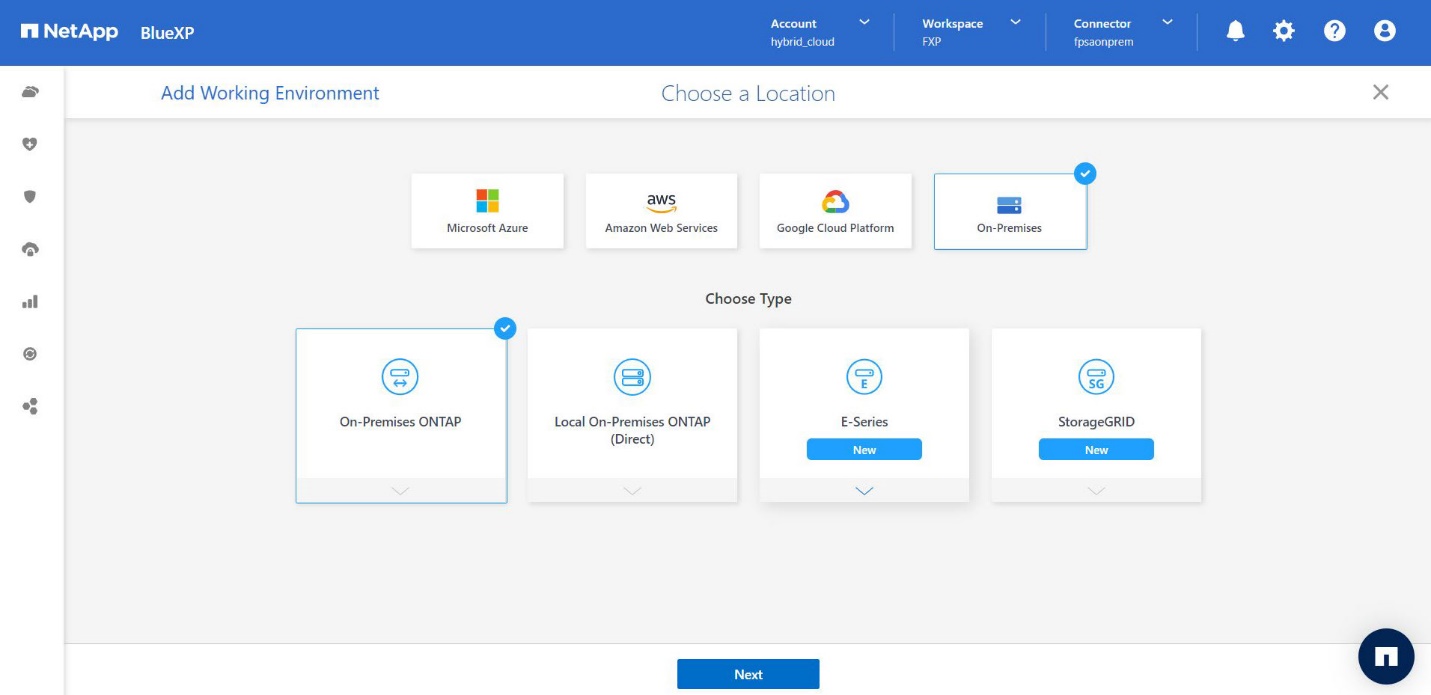 NetApp BlueXP
Account
hybrid_cloud
Workspace
FXP
Connector
fpsaonprem
Add Working Environment
Choose a Location
Microsoft Azure
aws
Amazon Web Services
Google Cloud Platform
On-Premises
Choose Type
On-Premises ONTAP
Local On-Premises ONTAP
(Direct)
E
E-Series
New
SG
StorageGRID
New
Next